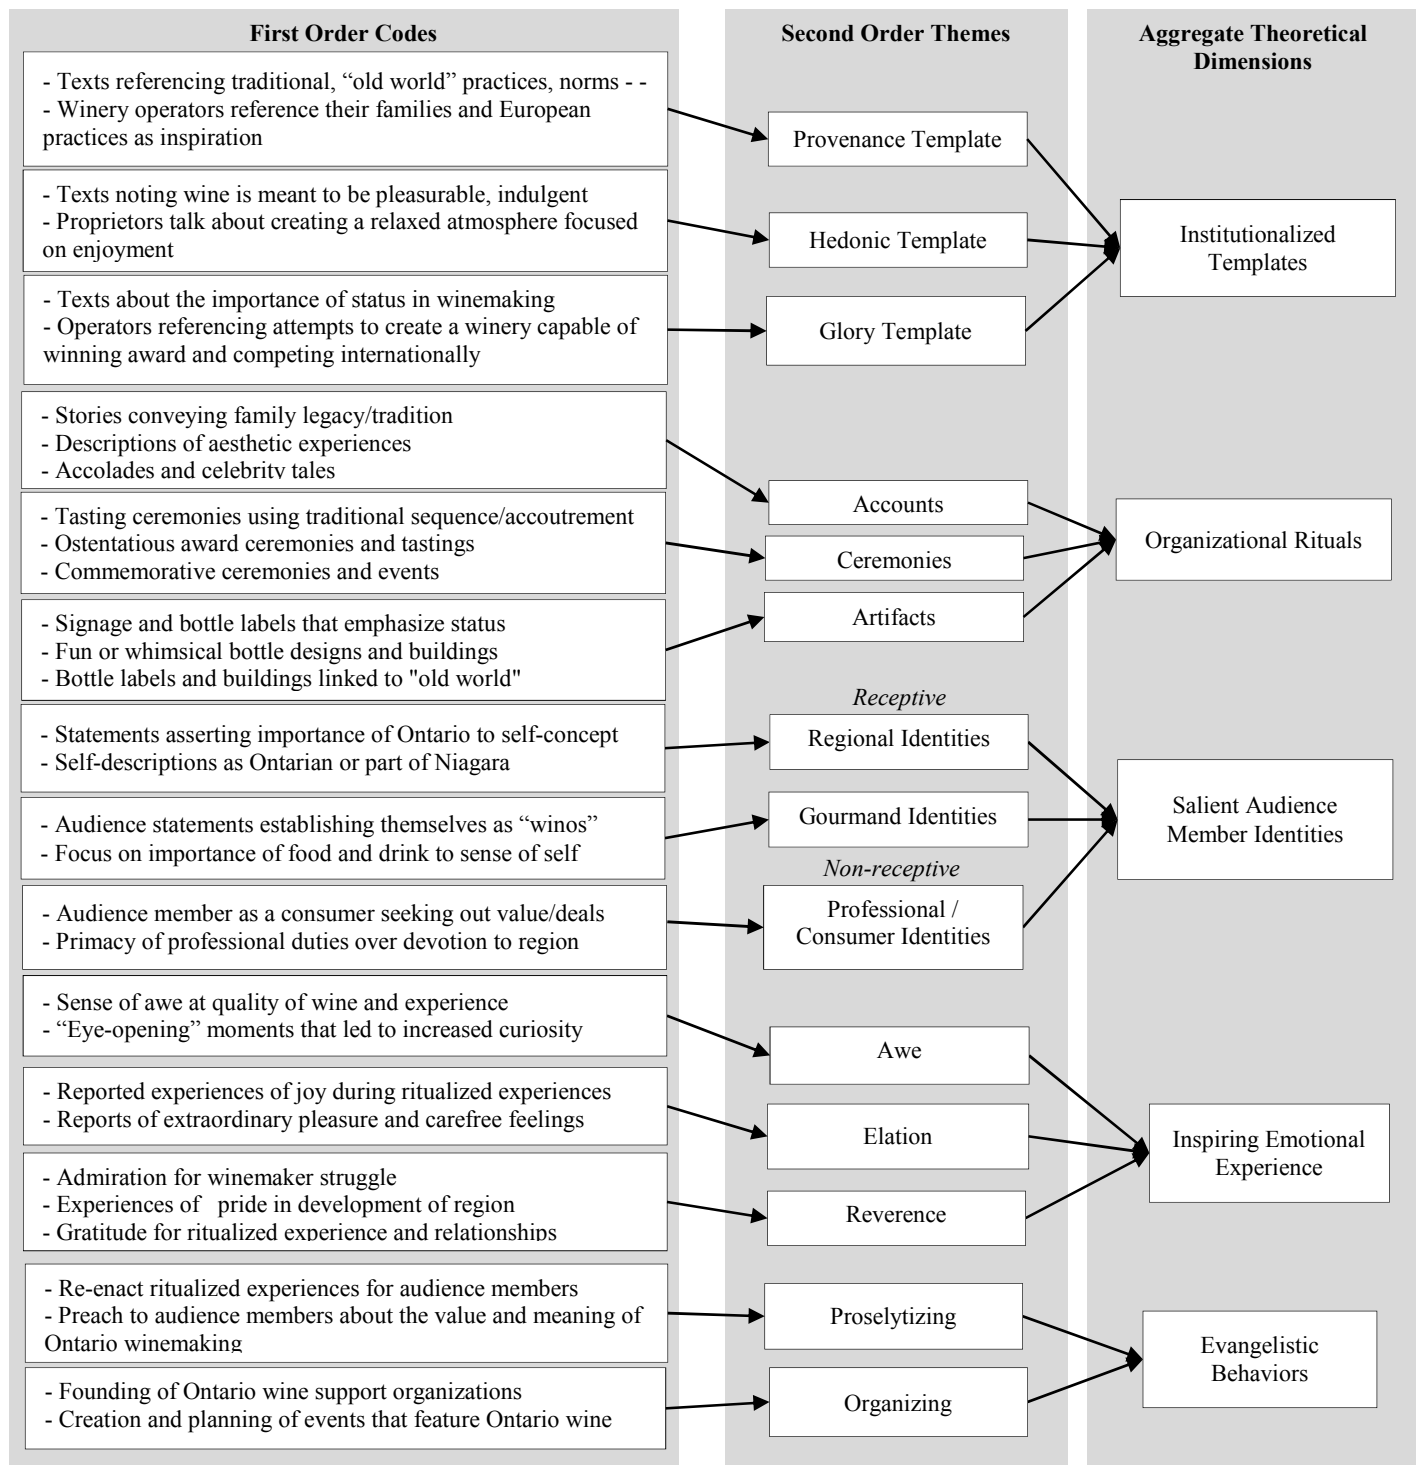 First Order Codes
- Texts referencing traditional, “old world” practices, norms - -
- Winery operators reference their families and European
practices as inspiration
- Texts noting wine is meant to be pleasurable, indulgent
- Proprietors talk about creating a relaxed atmosphere focused
on enjoyment
- Texts about the importance of status in winemaking
- Operators referencing attempts to create a winery capable of
winning award and competing internationally
- Stories conveying family legacy/tradition
- Descriptions of aesthetic experiences
- Accolades and celebrity tales
- Tasting ceremonies using traditional sequence/accoutrement
- Ostentatious award ceremonies and tastings
- Commemorative ceremonies and events
- Signage and bottle labels that emphasize status
- Fun or whimsical bottle designs and buildings
- Bottle labels and buildings linked to "old world"
- Statements asserting importance of Ontario to self-concept
- Self-descriptions as Ontarian or part of Niagara
- Audience statements establishing themselves as “winos”
- Focus on importance of food and drink to sense of self
- Audience member as a consumer seeking out value/deals
- Primacy of professional duties over devotion to region
- Sense of awe at quality of wine and experience
- “Eye-opening” moments that led to increased curiosity
- Reported experiences of joy during ritualized experiences
- Reports of extraordinary pleasure and carefree feelings
- Admiration for winemaker struggle
- Experiences of pride in development of region
- Gratitude for ritualized experience and relationships
- Re-enact ritualized experiences for audience members
- Preach to audience members about the value and meaning of
Ontario winemaking
- Founding of Ontario wine support organizations
- Creation and planning of events that feature Ontario wine
Second Order Themes
Provenance Template
Hedonic Template
Glory Template
Accounts
Ceremonies
Artifacts
Receptive
Regional Identities
Gourmand Identities
Non-receptive
Professional /
Consumer Identities
Awe
Elation
Reverence
Proselytizing
Organizing
Aggregate Theoretical
Dimensions
Institutionalized
Templates
Organizational Rituals
Salient Audience
Member Identities
Inspiring Emotional
Experience
Evangelistic
Behaviors